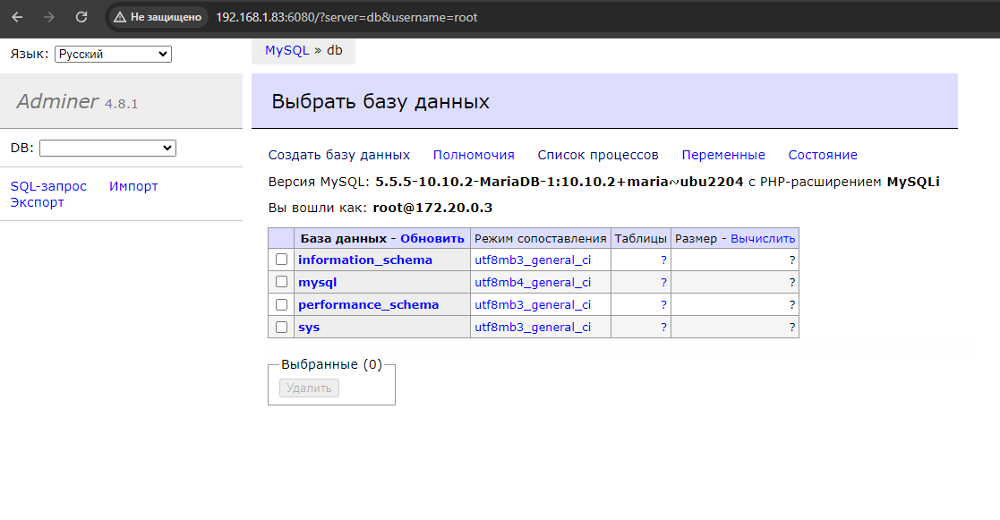 Не защищено 192.168.1.83:6080/?server=db&username=root
Язык: Русский
MySQL » db
Adminer 4.8.1
Выбрать базу данных
DB:
SQL-запрос Импорт
Экспорт
Создать базу данных Полномочия Список процессов Переменные Состояние
Версия MySQL: 5.5.5-10.10.2-MariaDB-1:10.10.2+maria~ubu2204 с PHP-расширением MySQLi
Вы вошли как: root@172.20.0.3
База данных - Обновить Режим сопоставления Таблицы Размер - Вычислить
information_schema utf8mb3_general_ci ? ?
mysql utf8mb4_general_ci ? ?
performance_schema utf8mb3_general_ci ? ?
sys utf8mb3_general_ci ? ?
Выбранные (0)
Удалить